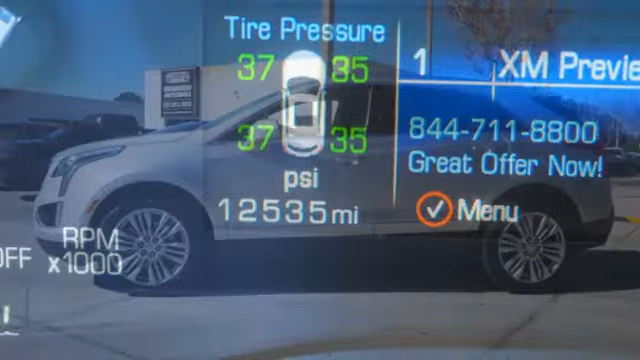 Tire Pressure
37 35
37 35
psi
12535mi
1 XM Previe
844-711-8800
Great Offer Now!
Menu
RPM
OFF x1000